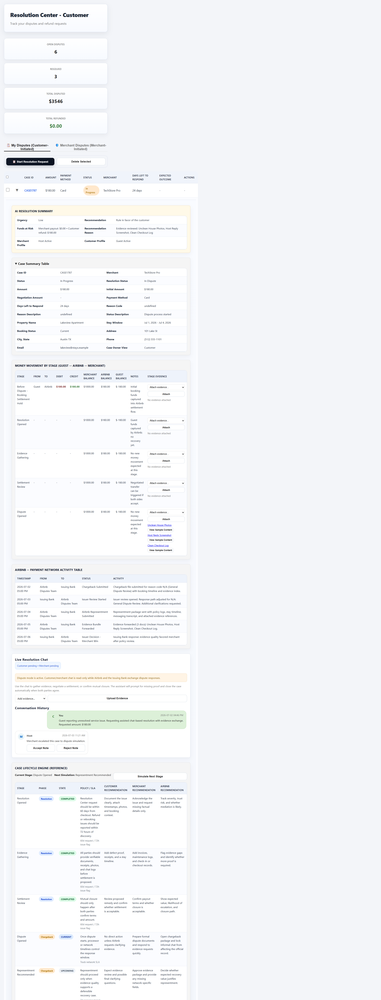 Resolution Center - Customer
Track your disputes and refund requests
OPEN DISPUTES
6
RESOLVED
3
TOTAL DISPUTED
$3546
TOTAL REFUNDED
$0.00
📋 My Disputes (Customer-
Initiated)
🛡️ Merchant Disputes (Merchant-
Initiated)
📋 Start Resolution Request
Delete Selected
CASE ID AMOUNT PAYMENT METHOD STATUS MERCHANT DAYS LEFT TO RESPOND EXPECTED OUTCOME ACTIONS
▼ CASE1787 $180.00 Card In Progress TechStore Pro 24 days - -
AI RESOLUTION SUMMARY
Urgency Low Recommendation Rule in favor of the customer
Funds at Risk Merchant payout: $0.00 • Customer refund: $180.00 Recommendation Reason Evidence reviewed: Unclean House Photos, Host Reply Screenshot, Clean Checkout Log
Merchant Profile Host Active Customer Profile Guest Active
▼ Case Summary Table
Case ID CASE1787 Merchant TechStore Pro
Status In Progress Resolution Status In Dispute
Amount $180.00 Initial Amount $180.00
Negotiation Amount - Payment Method Card
Days Left to Respond 24 days Reason Code undefined
Reason Description undefined Status Description Dispute process started
Property Name Lakeview Apartment Stay Window Jul 1, 2026 - Jul 4, 2026
Booking Status Current Address 101 Lake St
City, State Austin TX Phone (512) 555-1101
Email lakeview@stays.example Case Owner View Customer
MONEY MOVEMENT BY STAGE (GUEST ↔ AIRBNB ↔ MERCHANT)
STAGE FROM TO DEBIT CREDIT MERCHANT BALANCE AIRBNB BALANCE GUEST BALANCE NOTES STAGE EVIDENCE
Before Dispute - Booking Settlement Hold Guest Airbnb $180.00 $180.00 $1000.00 $180.00 $-180.00 Initial booking funds captured into Airbnb settlement flow. Attach evidence...
Attach
No evidence attached
Resolution Opened - - - - $1000.00 $180.00 $-180.00 Guest funds captured by Airbnb; no recovery yet. Attach evidence...
Attach
No evidence attached
Evidence Gathering - - - - $1000.00 $180.00 $-180.00 No new money movement expected at this stage. Attach evidence...
Attach
No evidence attached
Settlement Review - - - - $1000.00 $180.00 $-180.00 Negotiated transfer can be triggered if both sides accept. Attach evidence...
Attach
No evidence attached
Dispute Opened - - - - $1000.00 $180.00 $-180.00 No new money movement expected at this stage. Attach evidence...
Attach
Unclean House Photos
View Sample Content
Host Reply Screenshot
View Sample Content
Clean Checkout Log
View Sample Content
AIRBNB ↔ PAYMENT NETWORK ACTIVITY TABLE
TIMESTAMP FROM TO STATUS ACTIVITY
2026-07-02 05:00 PM Airbnb Disputes Team Issuing Bank Chargeback Submitted Chargeback file submitted for reason code N/A (General Dispute Review) with booking timeline and evidence index.
2026-07-03 05:00 PM Issuing Bank Airbnb Disputes Team Issuer Review Started Issuer review opened. Response path adjusted for N/A: General Dispute Review. Additional clarifications requested.
2026-07-04 05:00 PM Airbnb Disputes Team Issuing Bank Airbnb Representment Submitted Representment package sent with policy logs, stay timeline, messaging transcript, and attached evidence references.
2026-07-05 05:00 PM Airbnb Disputes Team Issuing Bank Evidence Bundle Forwarded Evidence forwarded (3 docs): Unclean House Photos, Host Reply Screenshot, Clean Checkout Log.
2026-07-06 05:00 PM Issuing Bank Airbnb Disputes Team Issuer Decision - Merchant Win Issuing Bank response: evidence quality favored merchant after policy review.
Live Resolution Chat
Customer pending • Merchant pending
Dispute mode is active. Customer/merchant chat is read-only while Airbnb and the Issuing Bank exchange dispute responses.
Use the chat to gather evidence, negotiate a settlement, or confirm mutual closure. The assistant will prompt for missing proof and close the case
automatically when both parties agree.
Add evidence... Upload Evidence
Conversation History
C You 2026-07-02 04:46 PM
Guest reporting unresolved service issue. Requesting assisted chat-based resolution with evidence exchange.
Requested amount: $180.00
M Host 2026-07-03 11:21 AM
Merchant escalated this case to dispute simulation.
Accept Note Reject Note
CASE LIFECYCLE ENGINE (REFERENCE)
Current Stage: Dispute Opened Next Simulation: Representment Recommended Simulate Next Stage
STAGE PHASE STATE POLICY / SLA CUSTOMER RECOMMENDATION MERCHANT RECOMMENDATION AIRBNB RECOMMENDATION
Resolution Opened Resolution COMPLETED Resolution Center request should be within 60 days from checkout. Refund or rebooking issues should be reported within 72 hours of discovery. 60d request / 72h issue flag Document the issue clearly, attach timestamps, photos, and booking context. Acknowledge the issue and request missing factual details only. Track severity, trust risk, and whether mediation is likely.
Evidence Gathering Resolution COMPLETED All parties should provide verifiable documents, receipts, photos, and chat logs before settlement is proposed. 60d request / 72h issue flag Add defect proof, receipts, and a stay timeline. Add invoices, maintenance logs, and check-in or checkout records. Flag evidence gaps and identify whether more proof is required.
Settlement Review Resolution COMPLETED Mutual closure should only happen after both parties confirm terms and amount. 60d request / 72h issue flag Review proposed remedy and confirm whether settlement is acceptable. Confirm payout terms and whether closure is acceptable. Show expected value, likelihood of escalation, and closure path.
Dispute Opened Chargeback CURRENT Once dispute starts, processor or network timelines control the response window. Track network SLA No direct action unless Airbnb requests clarifying evidence. Prepare formal dispute documents and respond to evidence requests quickly. Open chargeback package and lock informal chat from affecting the official record.
Representment Recommended Chargeback UPCOMING Representment should proceed only when evidence quality supports a defensible recovery case. Expect evidence review and possible final clarifying questions. Approve evidence package and provide any missing network-specific fields. Decide whether expected recovery value justifies representment.